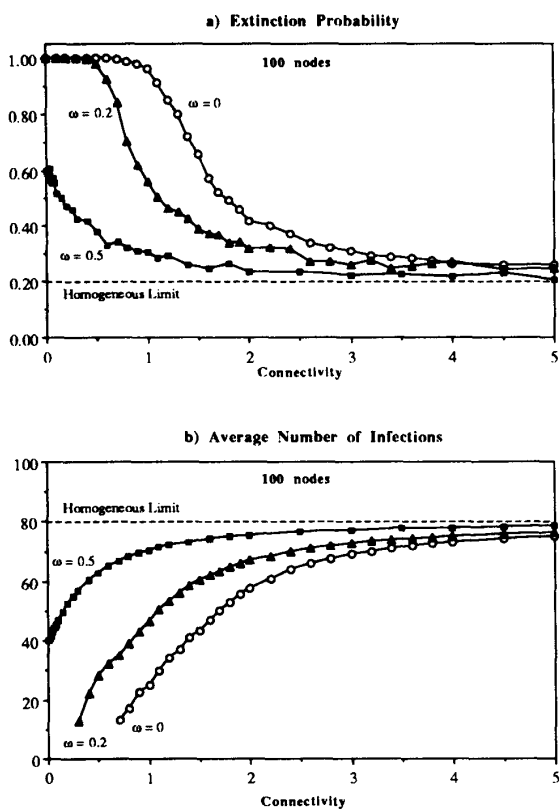 a) Extinction Probability
100 nodes
1.00
0.80
0.60
0.40
0.20
0.00
ω = 0.2
ω = 0
ω = 0.5
Homogeneous Limit
0 1 2 3 4 5
Connectivity
b) Average Number of Infections
100 nodes
100
80
60
40
20
0
Homogeneous Limit
ω = 0.5
ω = 0.2
ω = 0
0 1 2 3 4 5
Connectivity